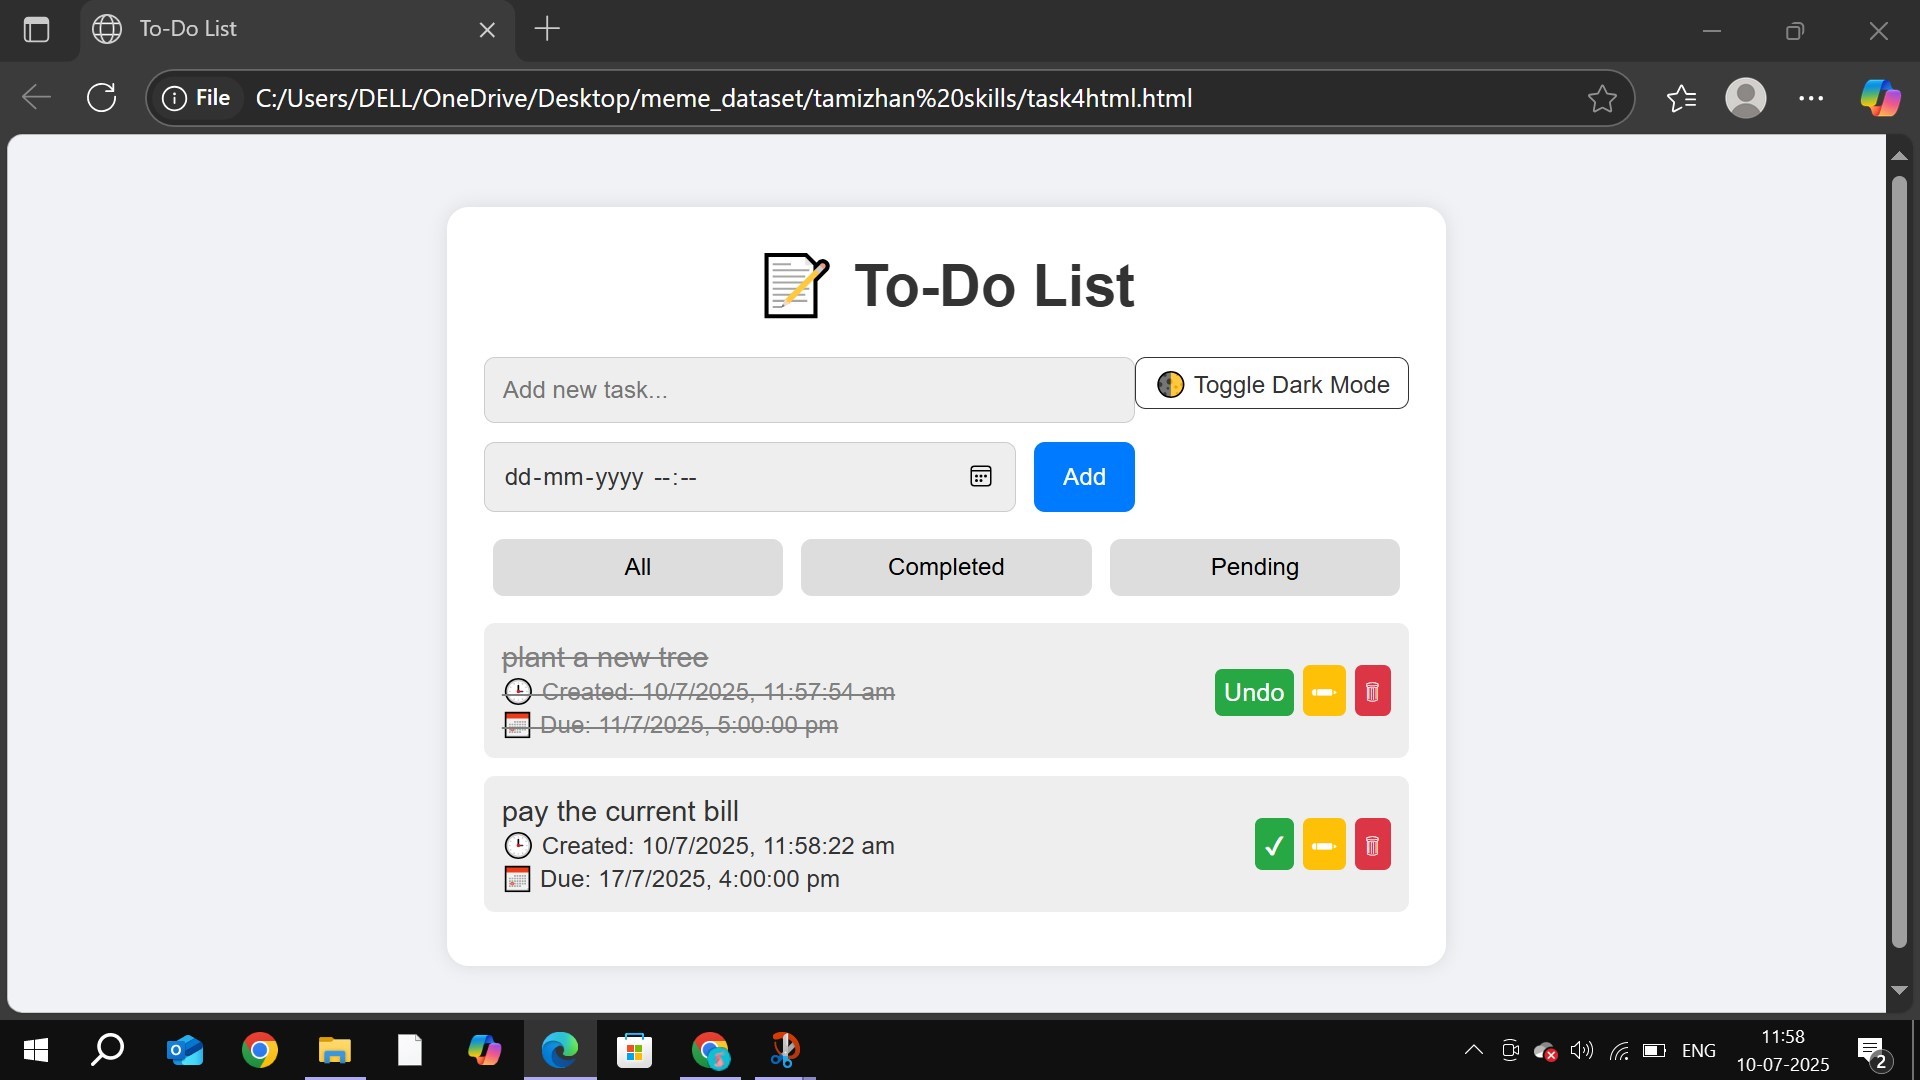 To-Do List
File C:/Users/DELL/OneDrive/Desktop/meme_dataset/tamizhan%20skills/task4html.html
To-Do List
Add new task...
Toggle Dark Mode
dd-mm-yyyy --:--
Add
All
Completed
Pending
plant a new tree
Created: 10/7/2025, 11:57:54 am
Due: 11/7/2025, 5:00:00 pm
Undo
pay the current bill
Created: 10/7/2025, 11:58:22 am
Due: 17/7/2025, 4:00:00 pm
ENG
11:58
10-07-2025
2